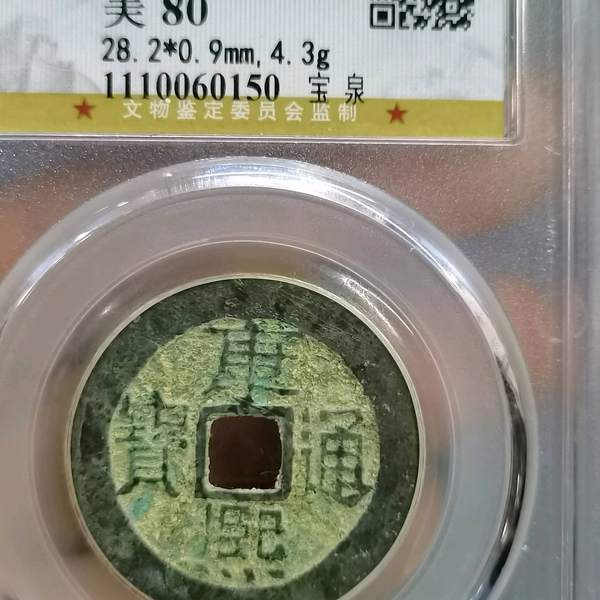 美 80
28.2*0.9mm,4.3g
1110060150 宝泉
文物鉴定委员会监制
康熙通寶